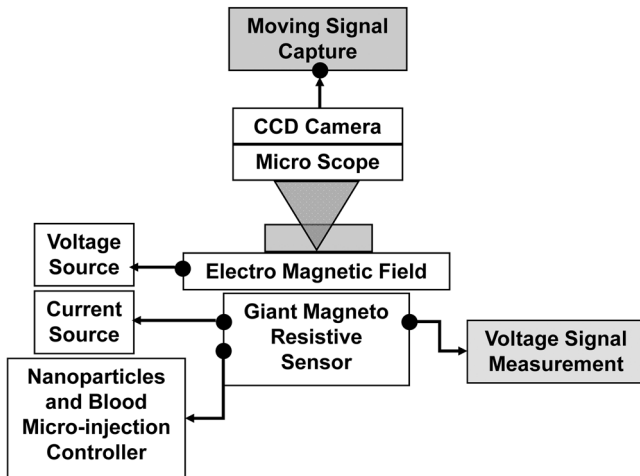 Moving Signal
Capture
CCD Camera
Micro Scope
Voltage
Source
Electro Magnetic Field
Current
Source
Giant Magneto
Resistive
Sensor
Voltage Signal
Measurement
Nanoparticles
and Blood
Micro-injection
Controller